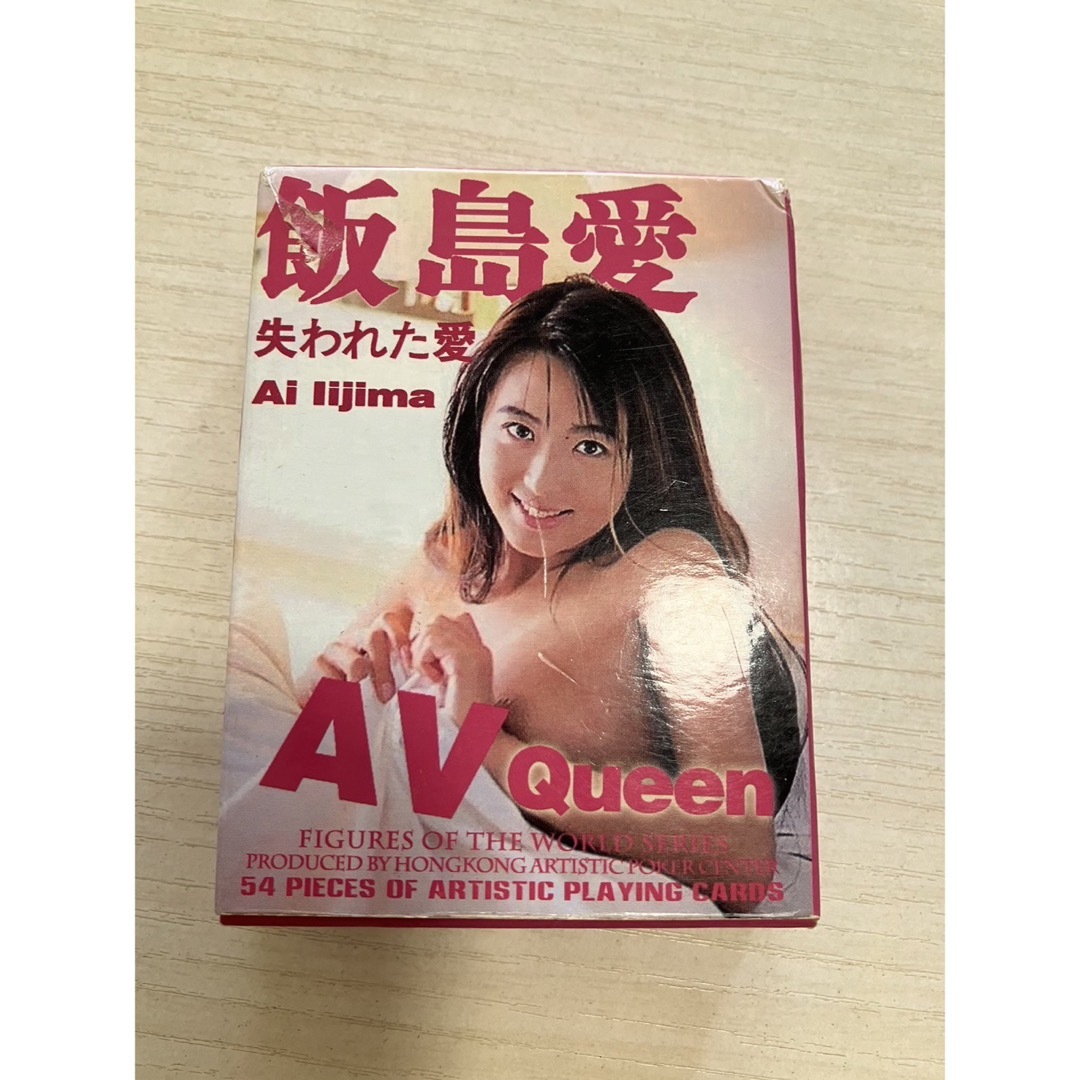 飯島愛
失われた愛
Ai Iijima
AV Queen
FIGURES OF THE WORLD SERIES
PRODUCED BY HONGKONG ARTISTIC POKER CENTER
54 PIECES OF ARTISTIC PLAYING CARDS